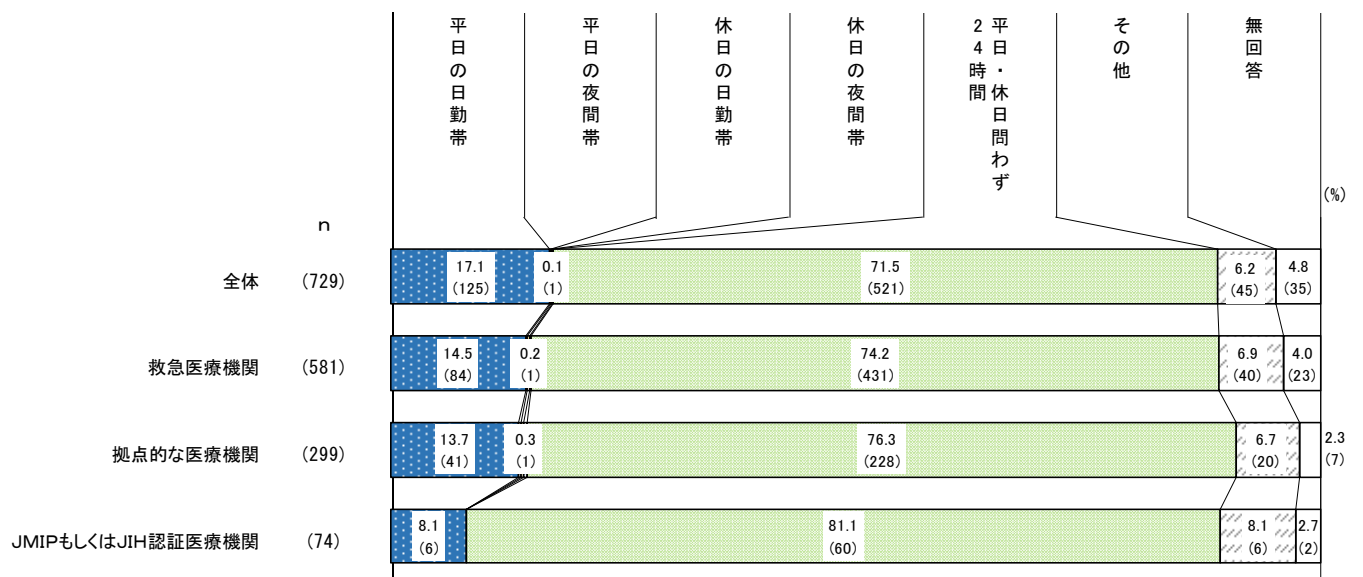 平日の日勤帯
平日の夜間帯
休日の日勤帯
休日の夜間帯
平日・休日問わず
24時間
その他
無回答
(%)
n
全体 (729) 17.1 0.1 71.5 6.2 4.8
(125) (1) (521) (45) (35)
救急医療機関 (581) 14.5 0.2 74.2 6.9 4.0
(84) (1) (431) (40) (23)
拠点的な医療機関 (299) 13.7 0.3 76.3 6.7 2.3
(41) (1) (228) (20) (7)
JMIPもしくはJIH認証医療機関 (74) 8.1 81.1 8.1 2.7
(6) (60) (6) (2)